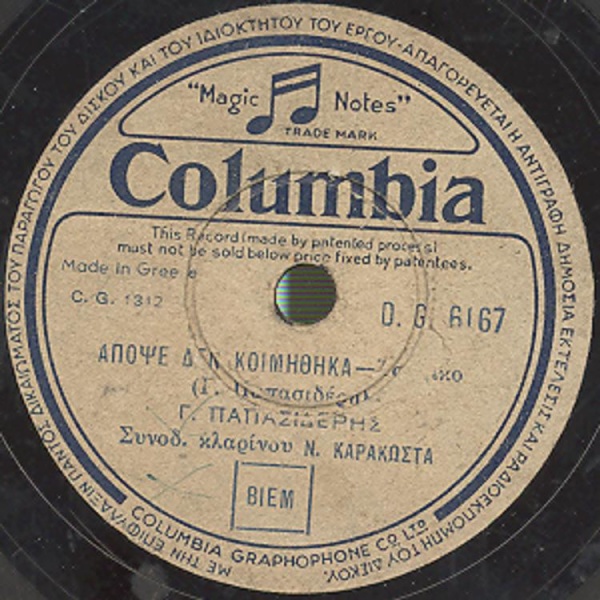 ΜΕ ΤΗΝ ΕΠΙΦΥΛΑΞΙΝ ΠΑΝΤΟΣ ΔΙΚΑΙΩΜΑΤΟΣ ΤΟΥ ΠΑΡΑΓΩΓΟΥ ΤΟΥ ΔΙΣΚΟΥ ΚΑΙ ΤΟΥ ΙΔΙΟΚΤΗΤΟΥ ΤΟΥ ΕΡΓΟΥ-ΑΠΑΓΟΡΕΥΕΤΑΙ Η ΑΝΤΙΓΡΑΦΗ ΔΗΜΟΣΙΑ ΕΚΤΕΛΕΣΙΣ ΚΑΙ ΡΑΔΙΟΕΚΠΟΜΠΗ ΤΟΥ ΔΙΣΚΟΥ.
"Magic Notes"
TRADE MARK
Columbia
This Record (made by patented process)
must not be sold below price fixed by patentees.
Made in Greece
C. G. 1312
D. G. 6167
ΑΠΟΨΕ ΔΕΝ ΚΟΙΜΗΘΗΚΑ—
(Γ. Παπασιδέρη).
Γ. ΠΑΠΑΣΙΔΕΡΗΣ
Συνοδ. κλαρίνου Ν. ΚΑΡΑΚΩΣΤΑ
BIEM
COLUMBIA GRAPHOPHONE CO LTD